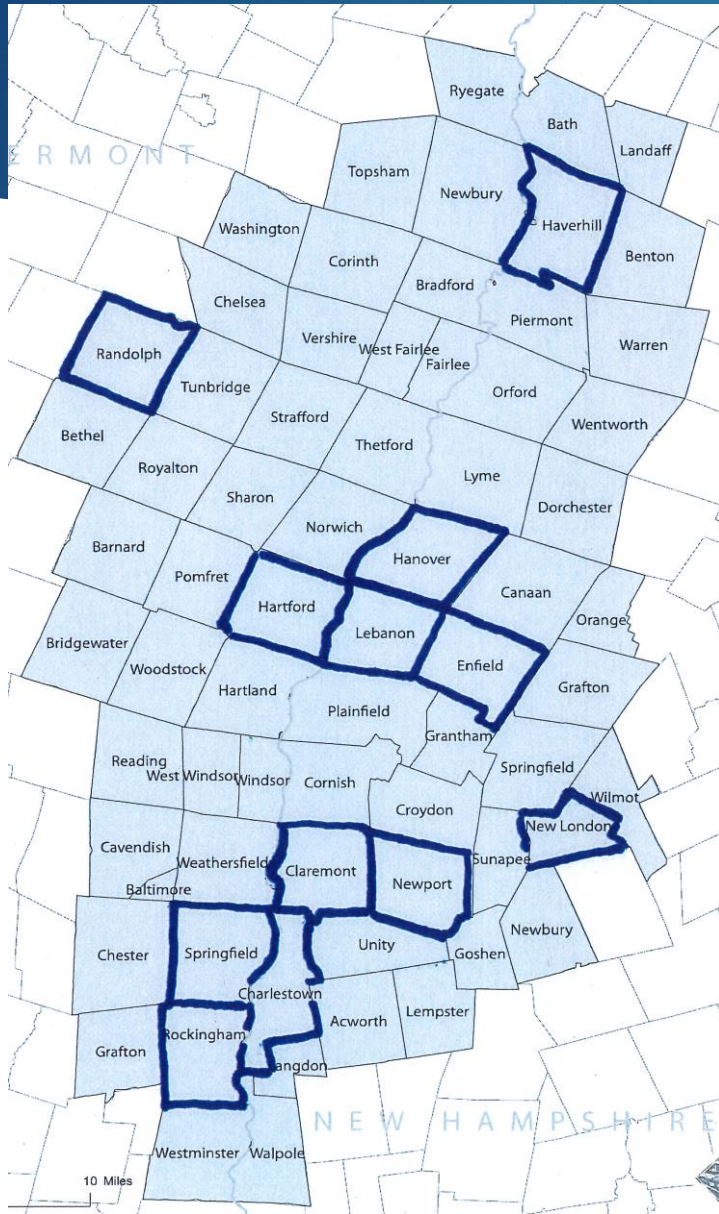 Ryegate
Bath
Landaff
ERMONT
Topsham
Newbury
Haverhill
Washington
Corinth
Benton
Bradford
Chelsea
Piermont
Vershire
West Fairlee
Fairlee
Warren
Randolph
Tunbridge
Orford
Strafford
Wentworth
Bethel
Thetford
Royalton
Lyme
Sharon
Dorchester
Norwich
Barnard
Hanover
Pomfret
Canaan
Hartford
Orange
Lebanon
Bridgewater
Enfield
Woodstock
Grafton
Hartland
Plainfield
Grantham
Reading
Springfield
West Windsor
Windsor
Cornish
Wilmot
Croydon
New London
Cavendish
Weathersfield
Sunapee
Claremont
Newport
Baltimore
Newbury
Unity
Chester
Springfield
Goshen
Charlestown
Lempster
Acworth
Rockingham
Grafton
Langdon
NEW HAMPSHIRE
Westminster
Walpole
10 Miles